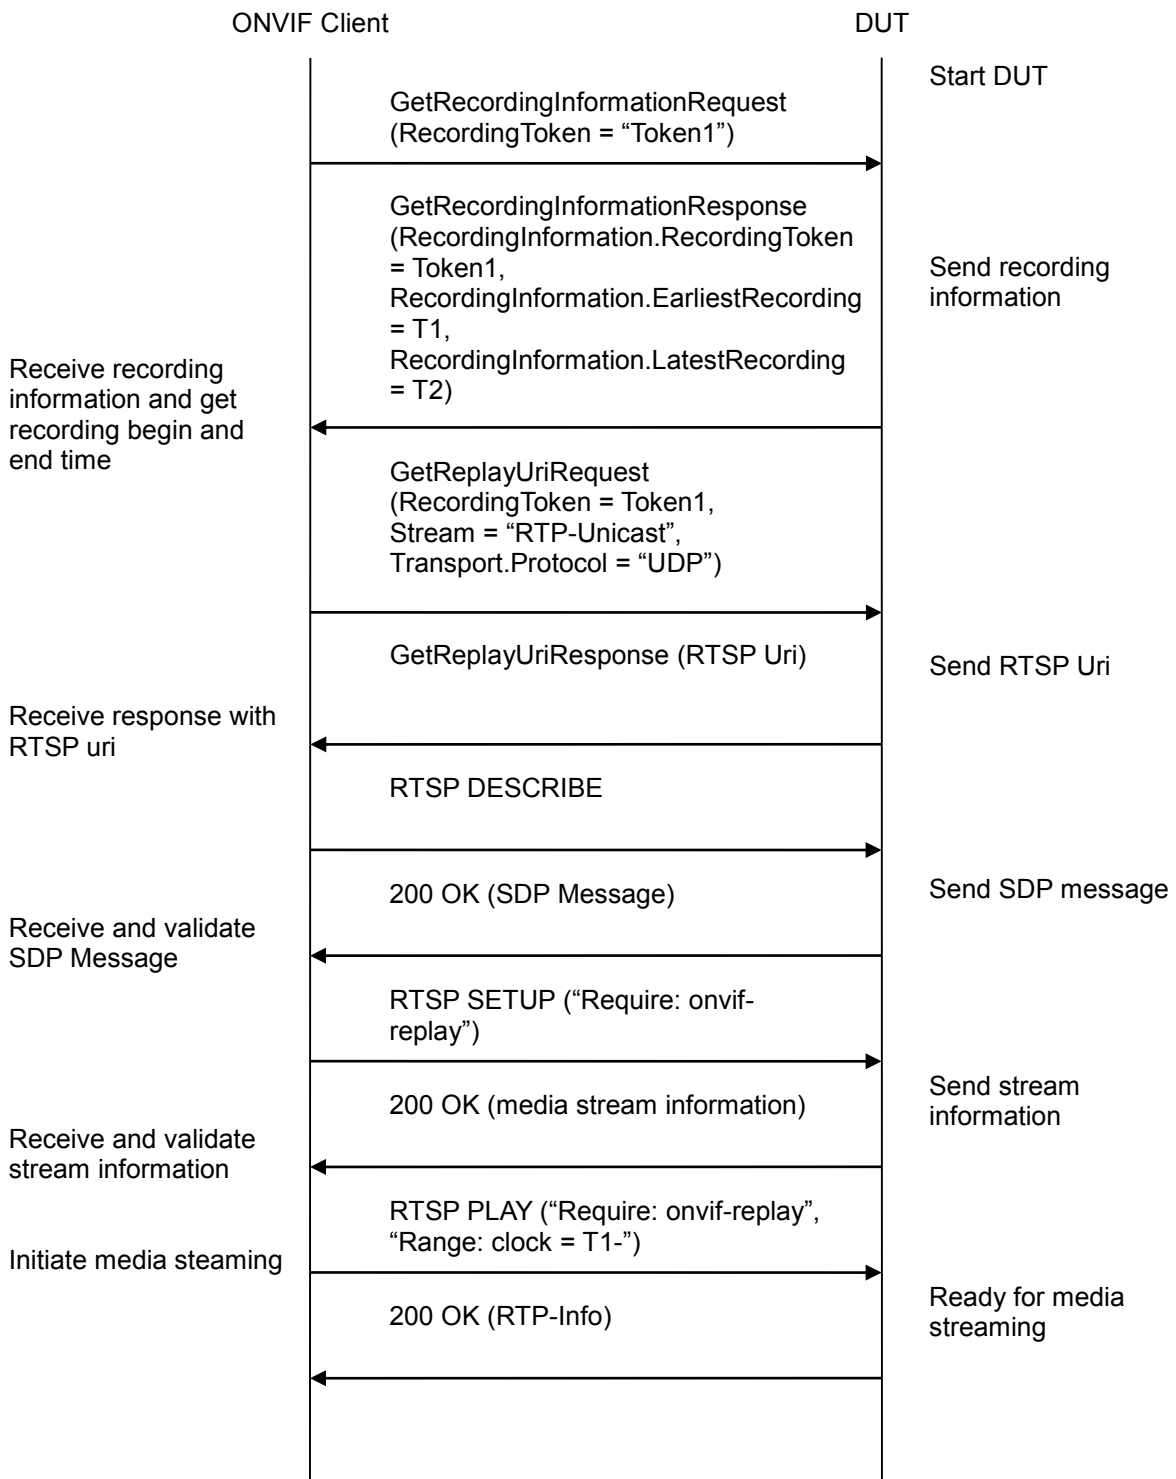 ONVIF Client
DUT
Start DUT
GetRecordingInformationRequest
(RecordingToken = “Token1”)
GetRecordingInformationResponse
(RecordingInformation.RecordingToken
= Token1,
RecordingInformation.EarliestRecording
= T1,
RecordingInformation.LatestRecording
= T2)
Send recording
information
Receive recording
information and get
recording begin and
end time
GetReplayUriRequest
(RecordingToken = Token1,
Stream = “RTP-Unicast”,
Transport.Protocol = “UDP”)
GetReplayUriResponse (RTSP Uri)
Send RTSP Uri
Receive response with
RTSP uri
RTSP DESCRIBE
200 OK (SDP Message)
Send SDP message
Receive and validate
SDP Message
RTSP SETUP (“Require: onvif-
replay”)
200 OK (media stream information)
Send stream
information
Receive and validate
stream information
RTSP PLAY (“Require: onvif-replay”,
“Range: clock = T1-”)
Initiate media steaming
200 OK (RTP-Info)
Ready for media
streaming